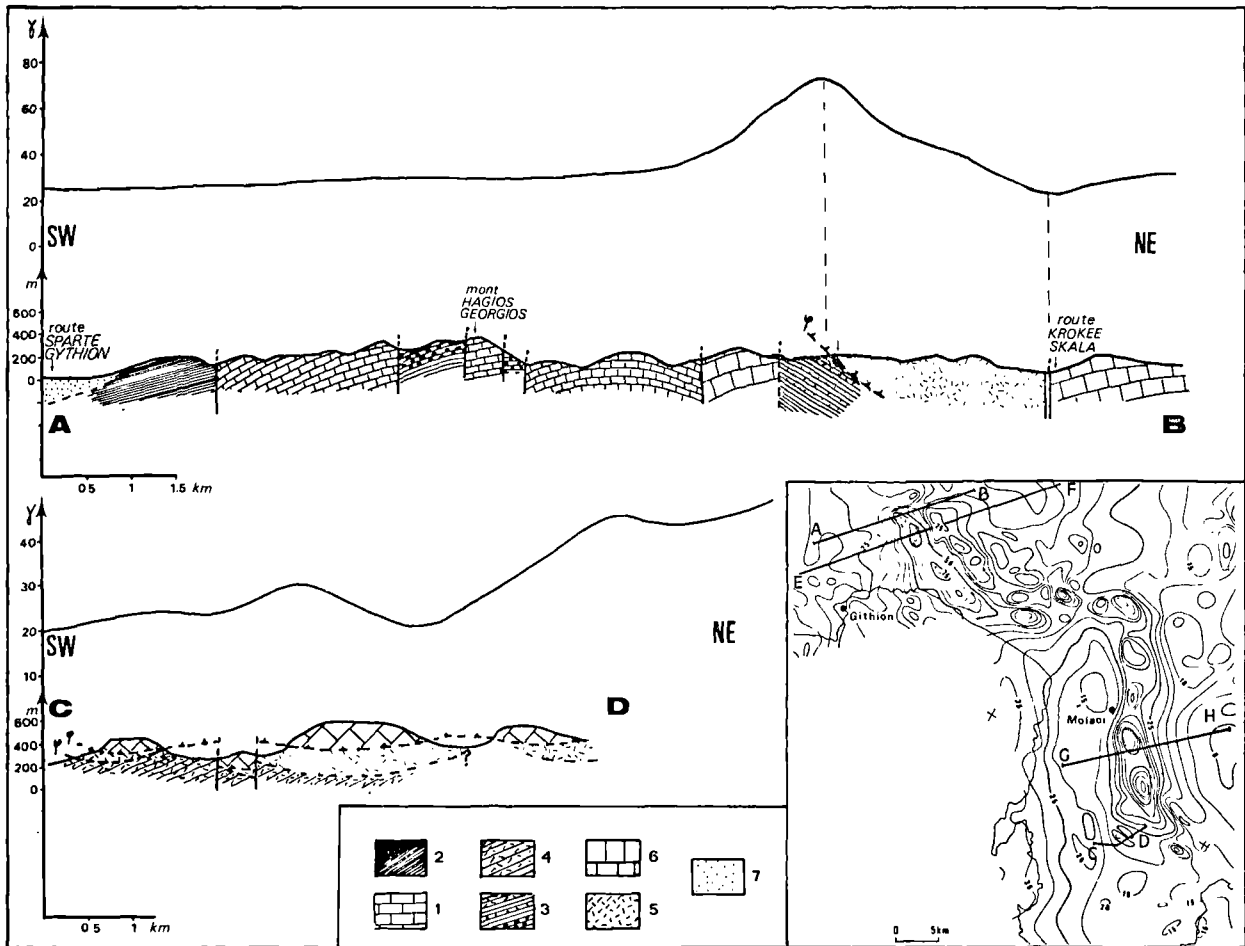 γ
80
60
40
20
0
SW
NE
m
600
400
200
0
route
SPARTE
GYTHION
mont
HAGIOS
GEORGIOS
φ
route
KROKEE
SKALA
A
B
0 5 1 1.5 km
γ
40
30
20
10
SW
NE
C
D
m
600
400
200
0
φ φ
?
0 5 1 km
2
4
6
7
1
3
5
A
B
F
E
Githion
Molaoi
H
C
G
C
D
0 5km